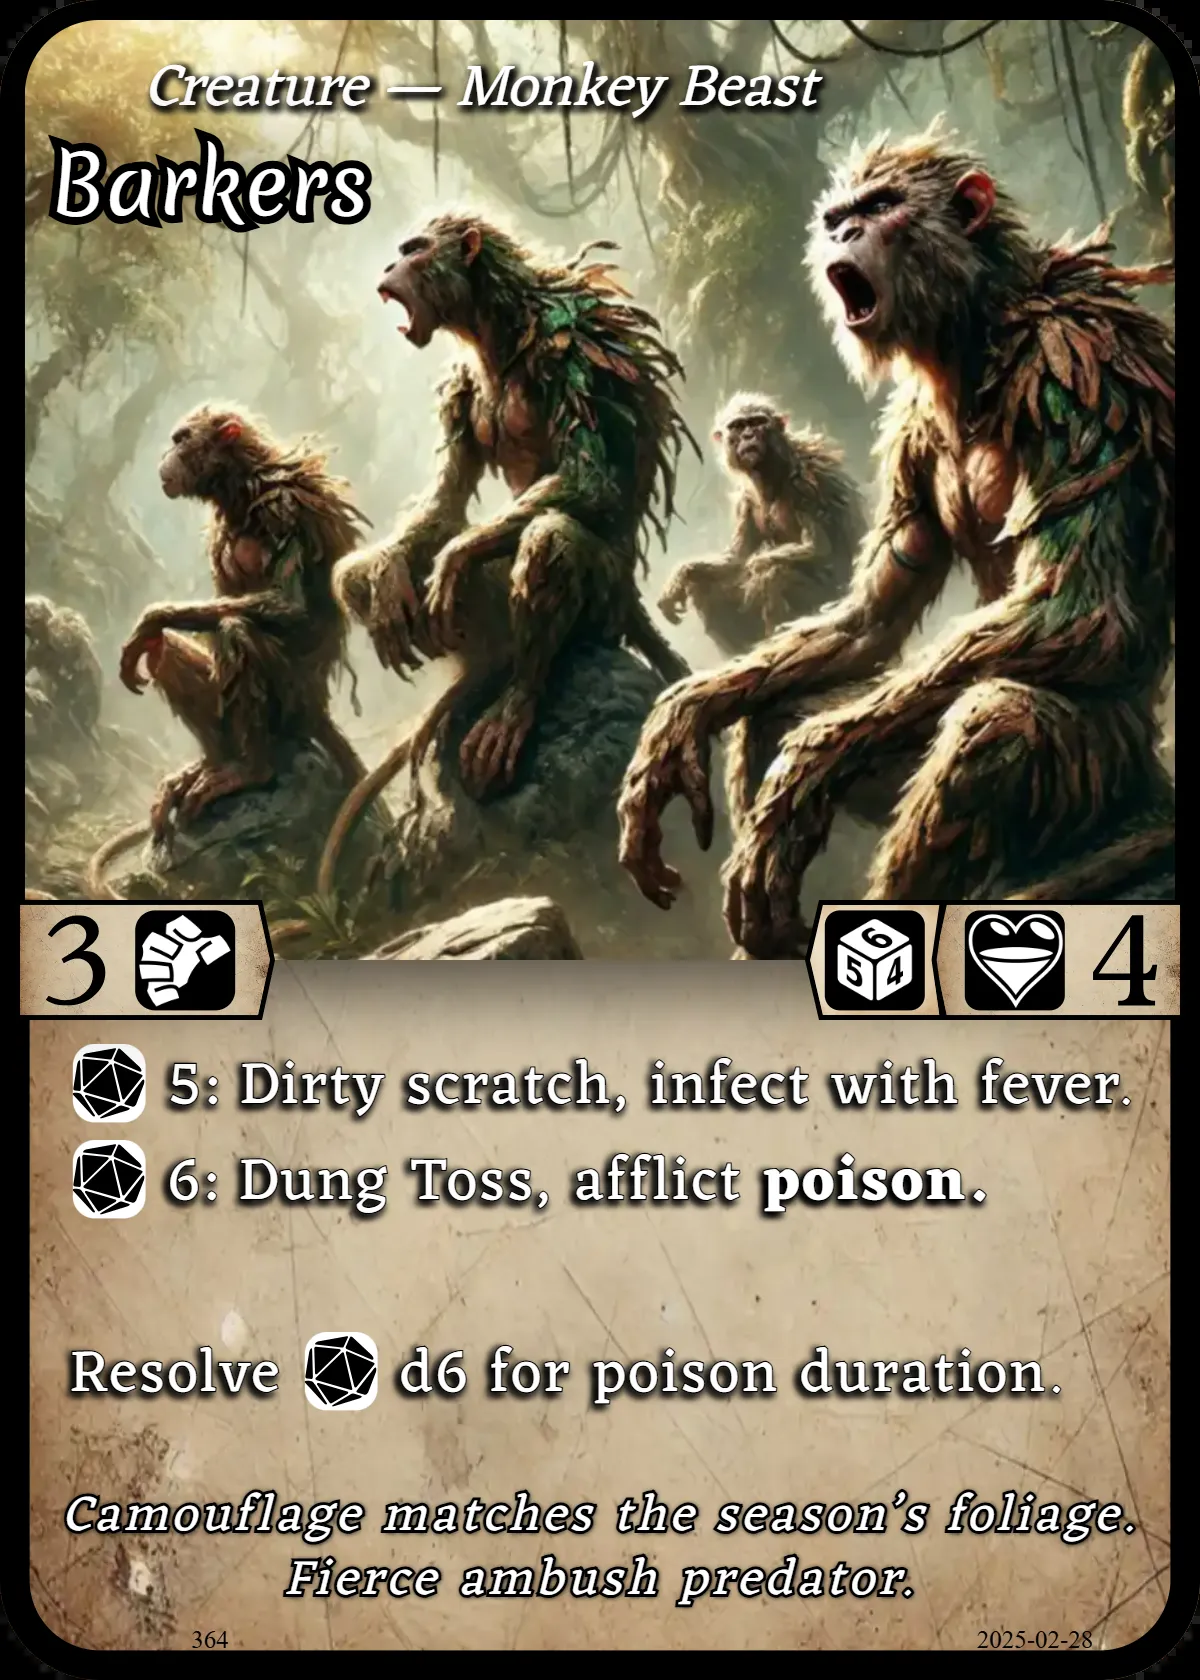 Creature — Monkey Beast
Barkers
3
6
5 4
4
5: Dirty scratch, infect with fever.
6: Dung Toss, afflict poison.
Resolve d6 for poison duration.
Camouflage matches the season’s foliage.
Fierce ambush predator.
364 2025-02-28